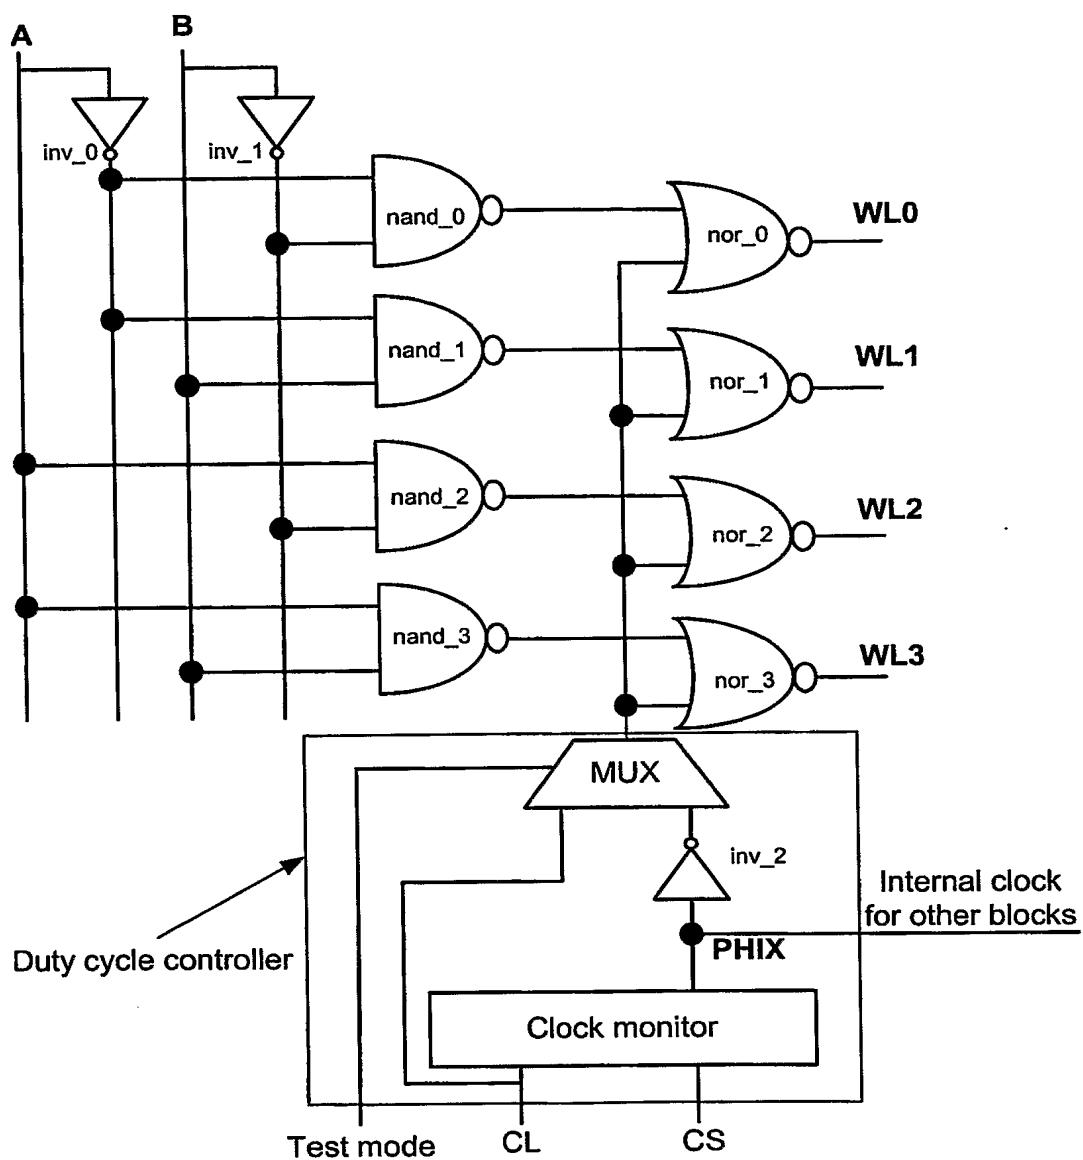 A
B
inv_0
inv_1
nand_0
nor_0
WL0
nand_1
nor_1
WL1
nand_2
nor_2
WL2
nand_3
nor_3
WL3
MUX
inv_2
Internal clock
for other blocks
PHIX
Duty cycle controller
Clock monitor
Test mode
CL
CS